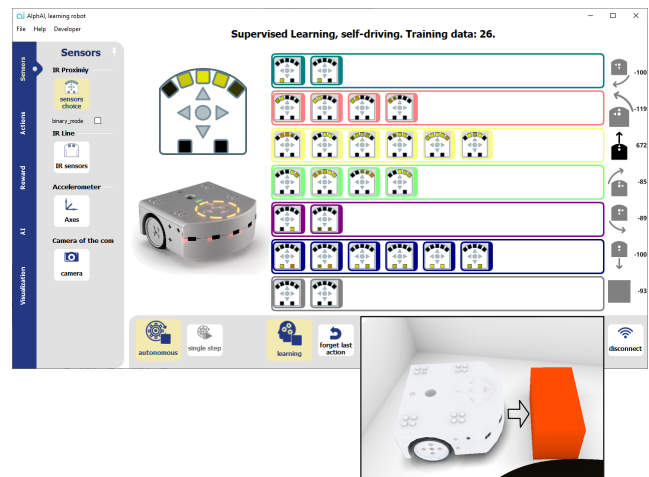 AlphAI, learning robot
File Help Developer
Supervised Learning, self-driving. Training data: 26.
Sensors
Actions
Reward
AI
Visualization
Sensors
IR Proximiy
sensors
choice
binary_mode
IR Line
IR sensors
Accelerometer
Axes
Camera of the com
camera
-100
-119
672
-85
-89
-100
-93
autonomous
single step
learning
forget last
action
disconnect